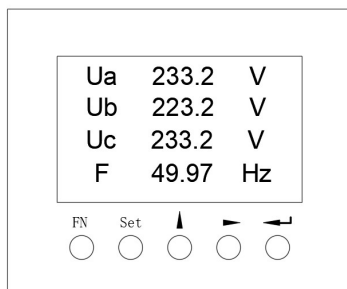 Ua 233.2 V
Ub 223.2 V
Uc 233.2 V
F 49.97 Hz
FN Set